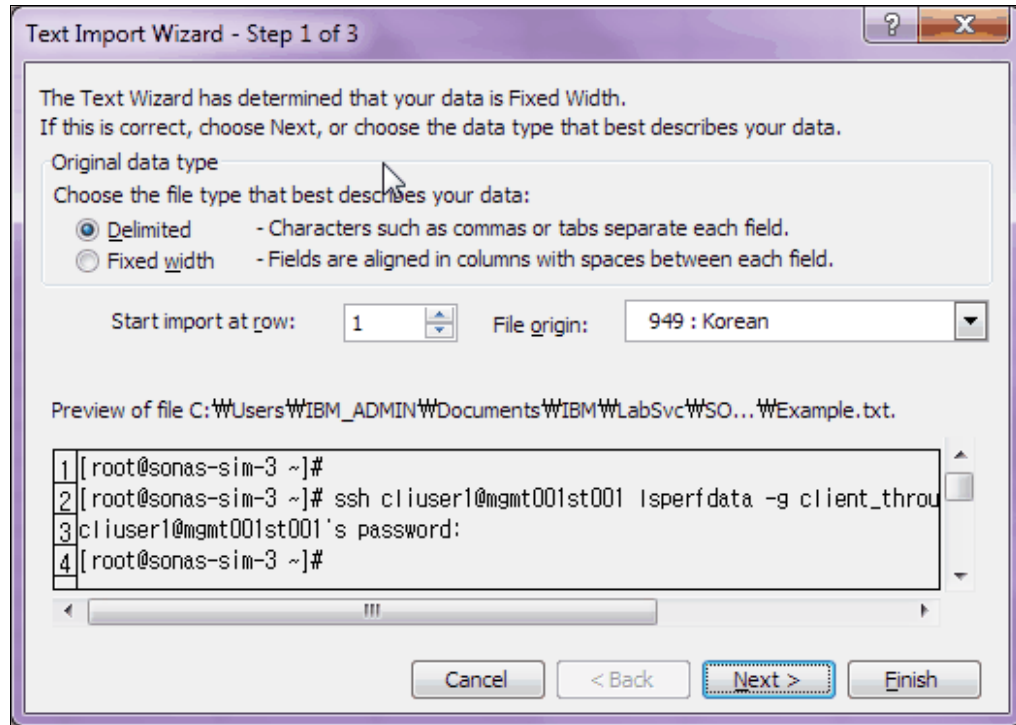 Text Import Wizard - Step 1 of 3
The Text Wizard has determined that your data is Fixed Width.
If this is correct, choose Next, or choose the data type that best describes your data.
Original data type
Choose the file type that best describes your data:
Delimited - Characters such as commas or tabs separate each field.
Fixed width - Fields are aligned in columns with spaces between each field.
Start import at row: 1 File origin: 949 : Korean
Preview of file C:₩Users₩IBM_ADMIN₩Documents₩IBM₩LabSvc₩SO...₩Example.txt.
1 [root@sonas-sim-3 ~]#
2 [root@sonas-sim-3 ~]# ssh cliuser1@mgmt001st001 lsperfdata -g client_throu
3 cliuser1@mgmt001st001's password:
4 [root@sonas-sim-3 ~]#
Cancel < Back Next > Finish